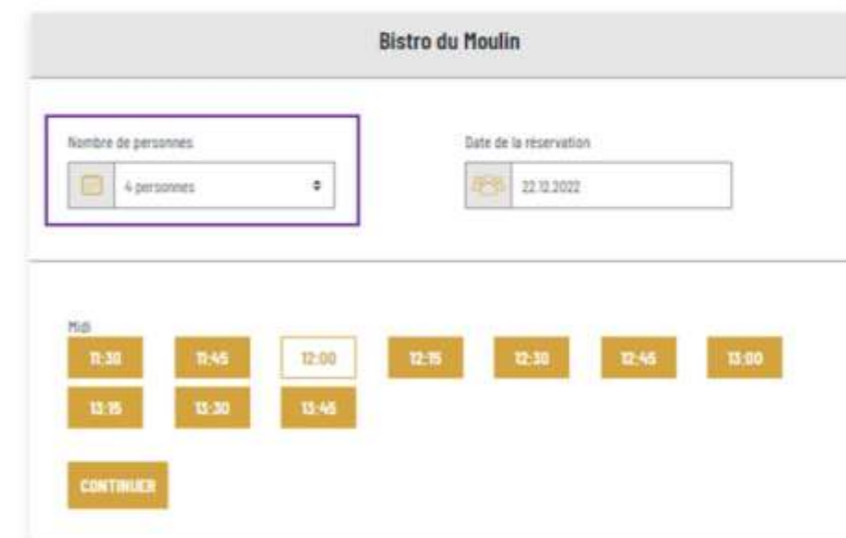 Bistro du Moulin
Nombre de personnes
Date de la réservation
4 personnes
22.12.2022
Midi
11:30 11:45 12:00 12:15 12:30 12:45 13:00
13:15 13:30 13:45
CONTINUER